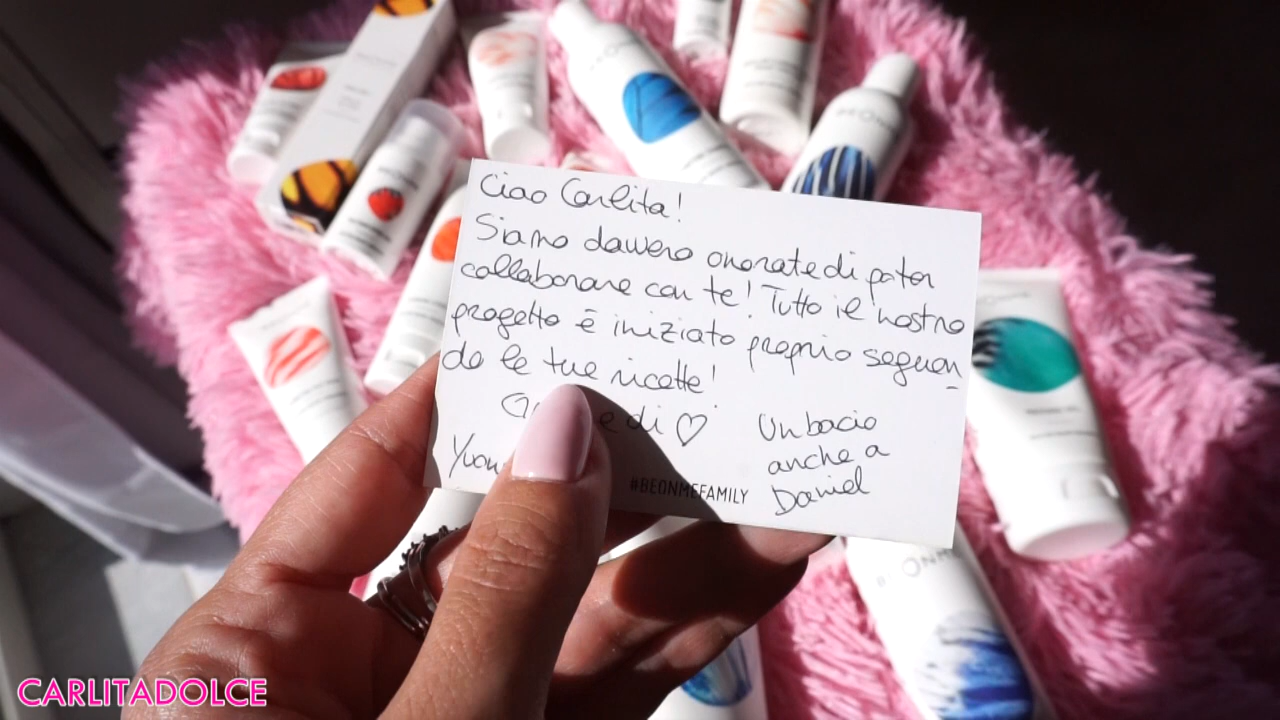 Ciao Carlita!
Siamo davvero onorate di poter
collaborare con te! Tutto il nostro
progetto è iniziato proprio seguen-
do le tue ricette!
di ♡
Un bacio
anche a
Daniel
#BEONMEFAMILY
CARLITADOLCE